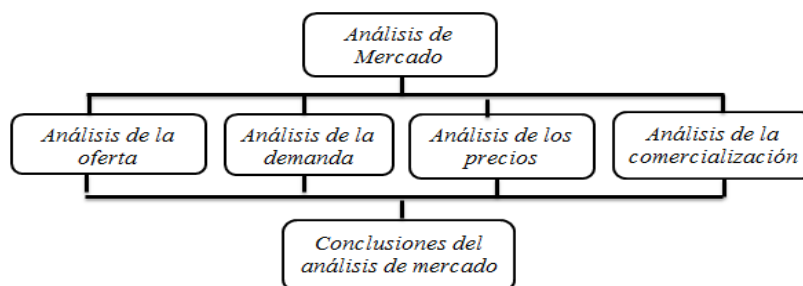 Análisis de
Mercado
Análisis de la
oferta
Análisis de la
demanda
Análisis de los
precios
Análisis de la
comercialización
Conclusiones del
análisis de mercado